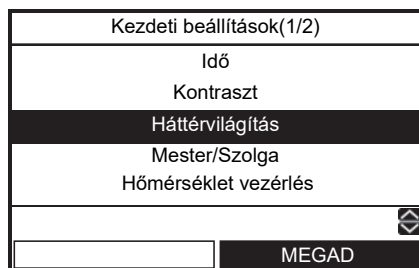 Kezdeti beállítások(1/2)
Idő
Kontraszt
Háttérvilágítás
Mester/Szolga
Hőmérséklet vezérlés
MEGAD